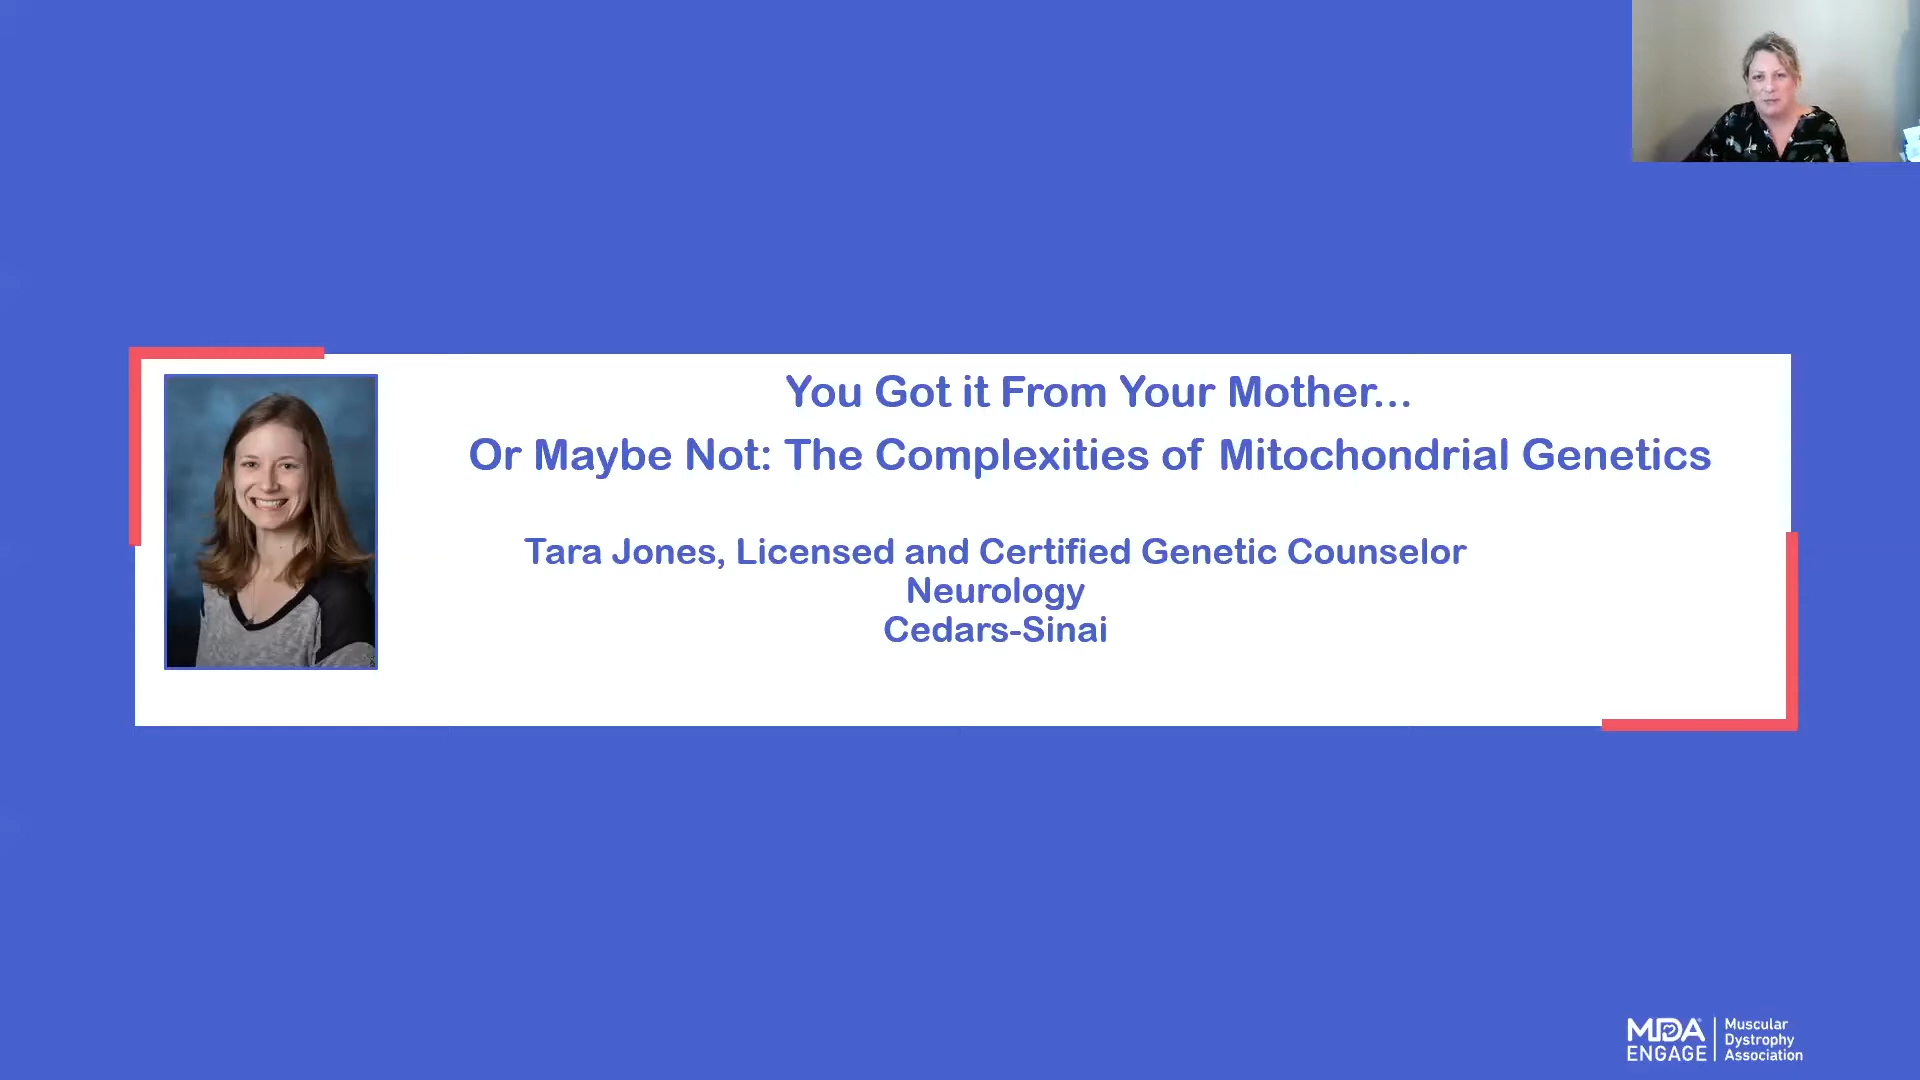 You Got it From Your Mother...
Or Maybe Not: The Complexities of Mitochondrial Genetics
Tara Jones, Licensed and Certified Genetic Counselor
Neurology
Cedars-Sinai
MDA
ENGAGE
Muscular
Dystrophy
Association